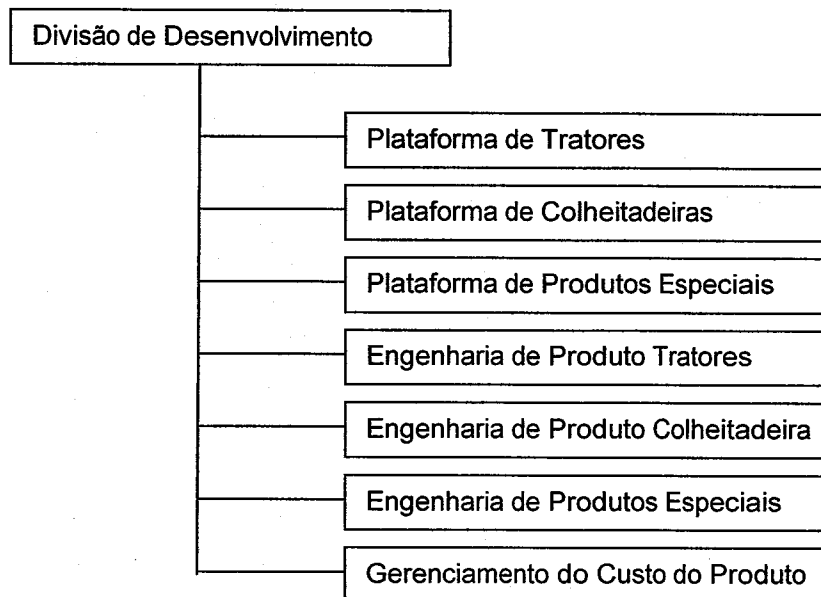 Divisão de Desenvolvimento
Plataforma de Tratores
Plataforma de Colheitadeiras
Plataforma de Produtos Especiais
Engenharia de Produto Tratores
Engenharia de Produto Colheitadeira
Engenharia de Produtos Especiais
Gerenciamento do Custo do Produto